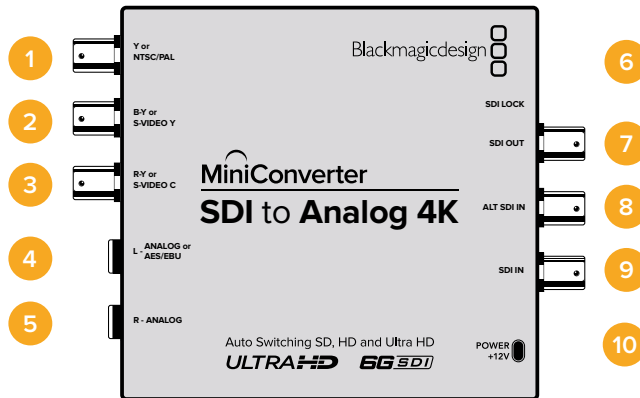 1
Y or
NTSC/PAL
2
B-Y or
S-VIDEO Y
3
R-Y or
S-VIDEO C
4
L - ANALOG or
AES/EBU
5
R - ANALOG
Blackmagicdesign
MiniConverter
SDI to Analog 4K
Auto Switching SD, HD and Ultra HD
ULTRA HD 6G SDI
SDI LOCK
6
SDI OUT
7
ALT SDI IN
8
SDI IN
9
POWER
+12V
10